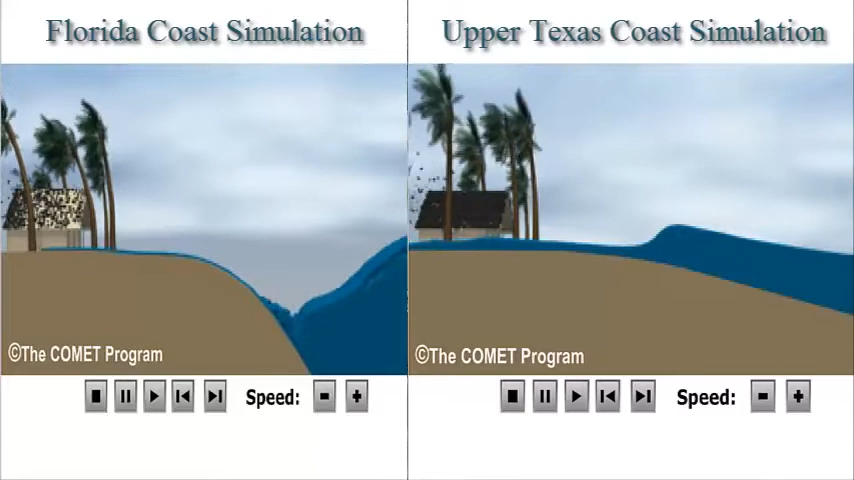 Florida Coast Simulation
Upper Texas Coast Simulation
©The COMET Program
©The COMET Program
Speed:
Speed: